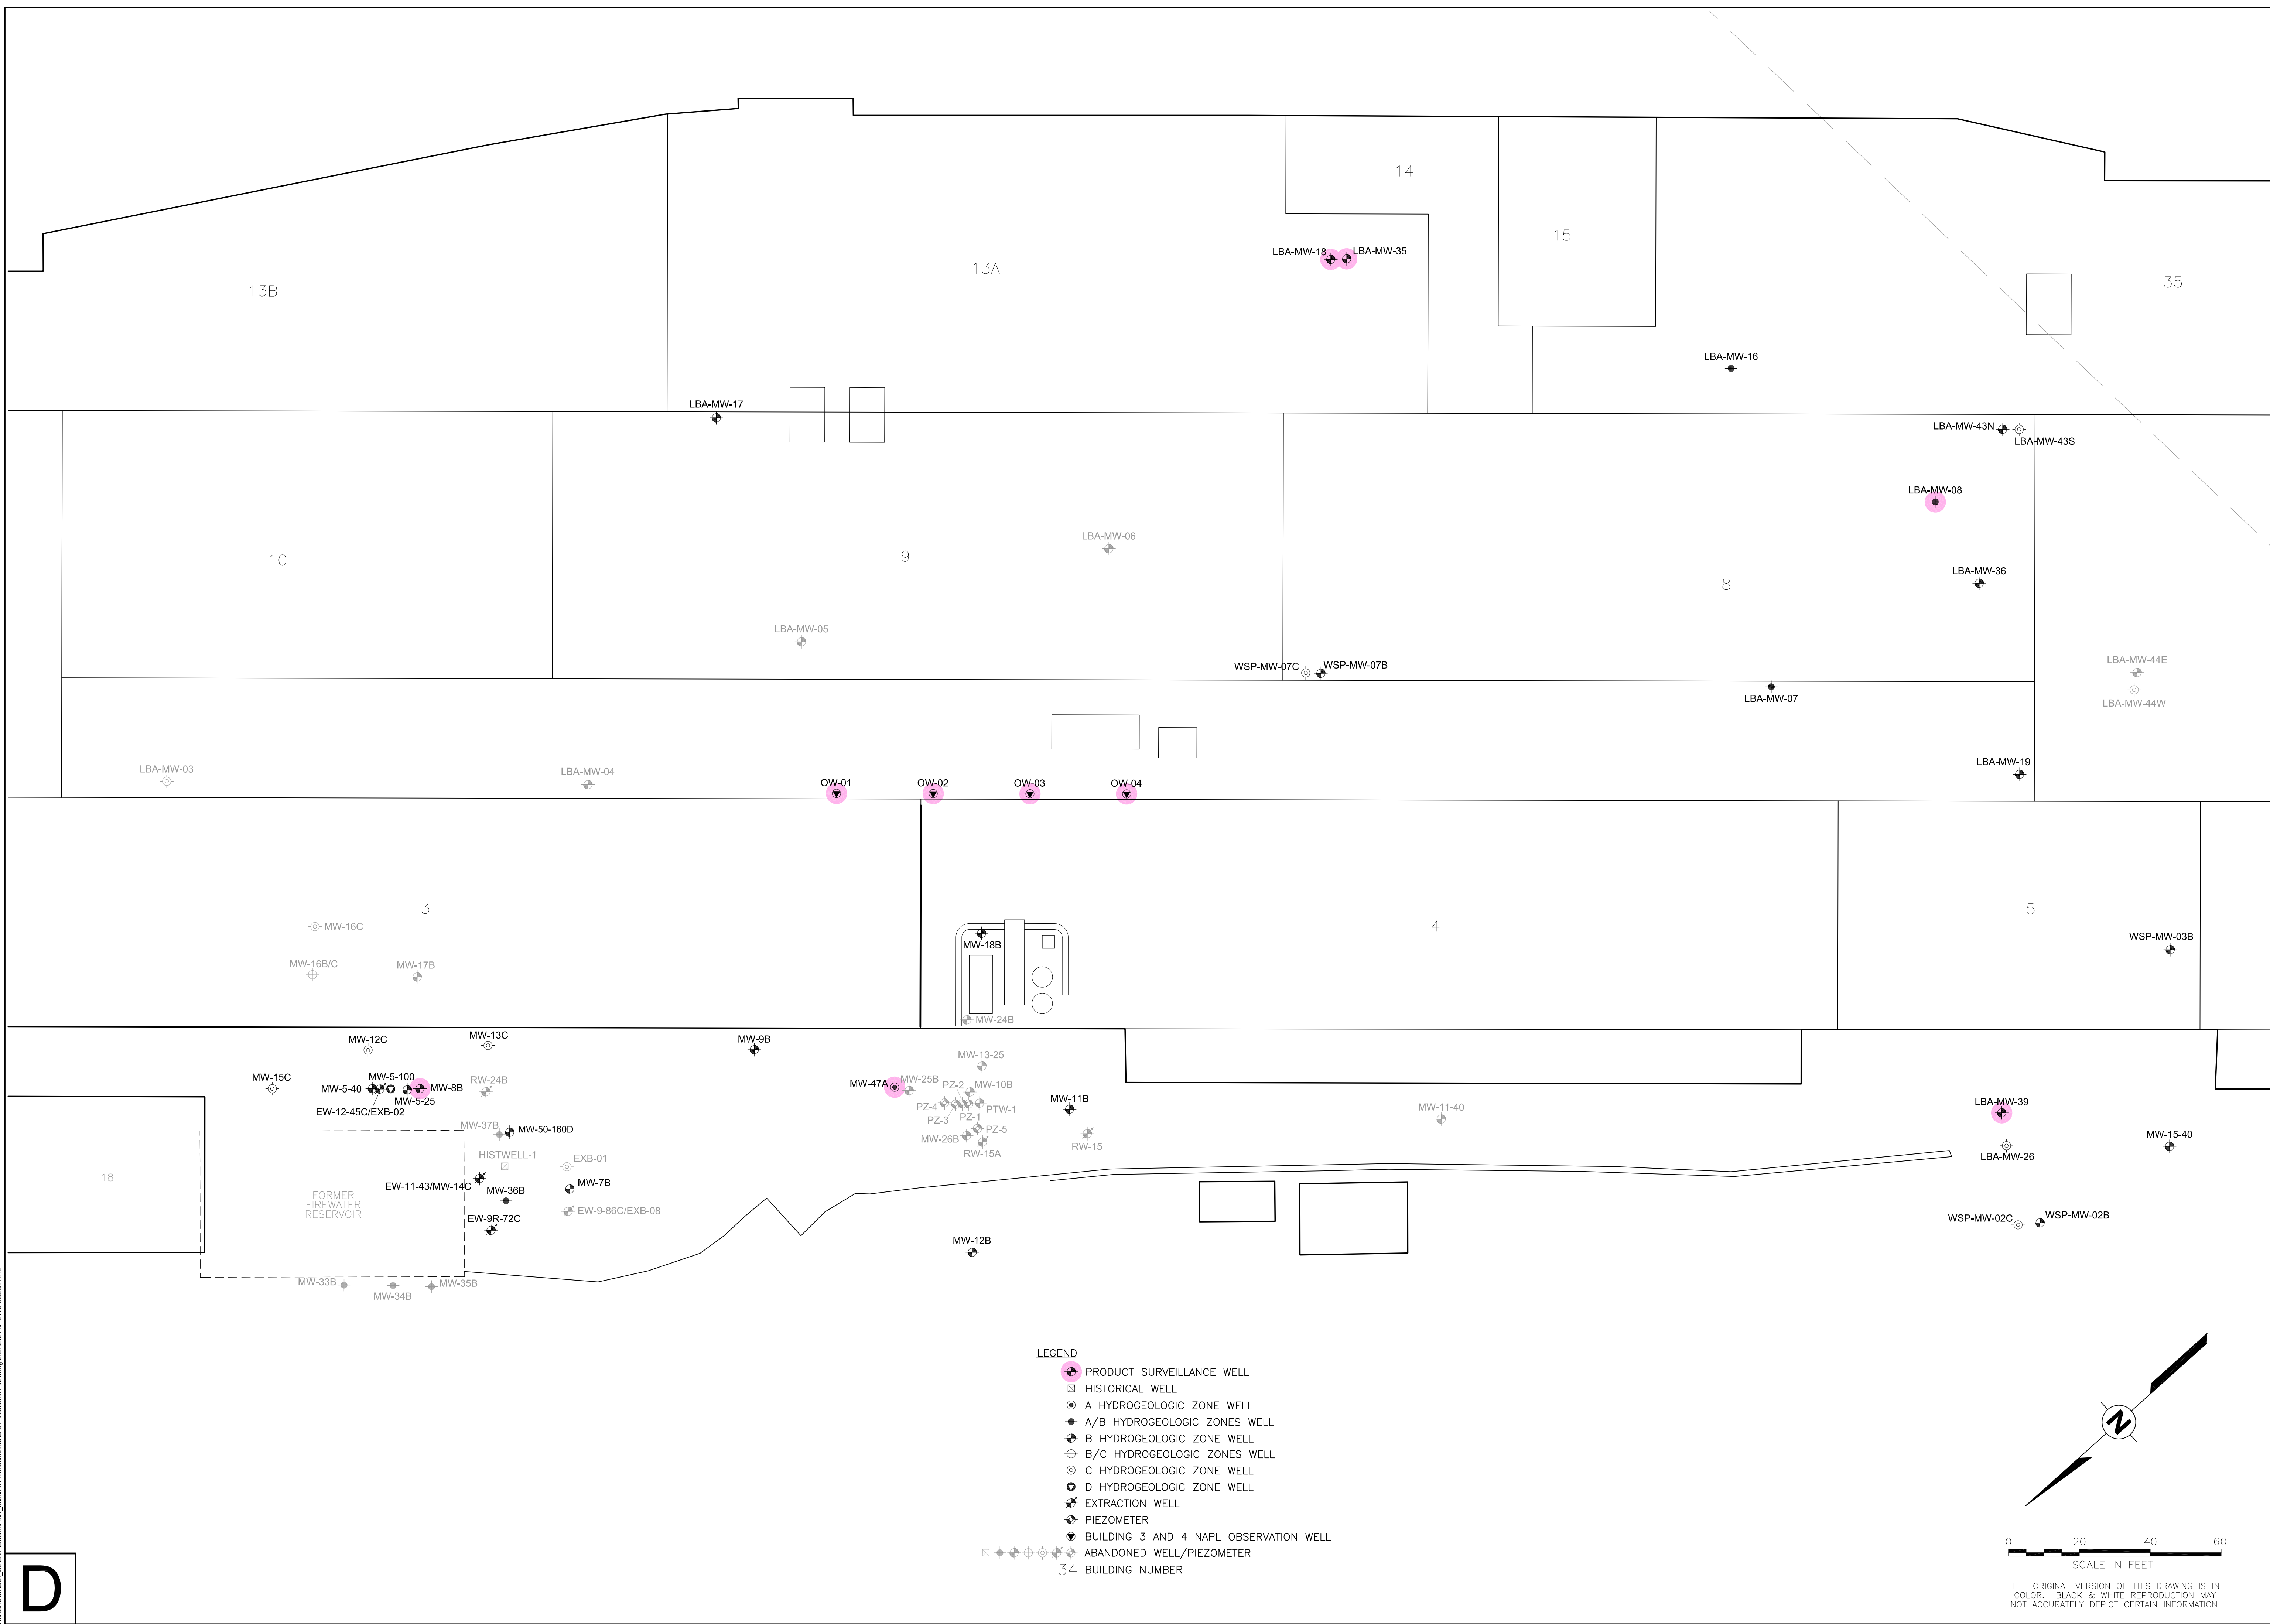 14
15
LBA-MW-18
LBA-MW-35
13A
13B
35
LBA-MW-16
LBA-MW-17
LBA-MW-43N
LBA-MW-43S
LBA-MW-08
LBA-MW-06
10
9
8
LBA-MW-36
LBA-MW-05
WSP-MW-07C
WSP-MW-07B
LBA-MW-44E
LBA-MW-07
LBA-MW-44W
LBA-MW-03
LBA-MW-04
LBA-MW-19
OW-01
OW-02
OW-03
OW-04
3
4
5
MW-16C
MW-18B
WSP-MW-03B
MW-16B/C
MW-17B
MW-24B
MW-12C
MW-13C
MW-9B
MW-13-25
MW-15C
MW-5-40
MW-5-100
MW-8B
RW-24B
MW-5-25
EW-12-45C/EXB-02
MW-47A
MW-25B
PZ-2
MW-10B
PZ-4
PTW-1
PZ-3
PZ-1
MW-11B
MW-11-40
LBA-MW-39
MW-37B
MW-50-160D
PZ-5
MW-26B
RW-15A
RW-15
MW-15-40
LBA-MW-26
HISTWELL-1
EXB-01
18
EW-11-43/MW-14C
MW-36B
MW-7B
FORMER
FIREWATER
RESERVOIR
EW-9R-72C
EW-9-86C/EXB-08
WSP-MW-02C
WSP-MW-02B
MW-12B
MW-33B
MW-34B
MW-35B
LEGEND
PRODUCT SURVEILLANCE WELL
HISTORICAL WELL
A HYDROGEOLOGIC ZONE WELL
A/B HYDROGEOLOGIC ZONES WELL
B HYDROGEOLOGIC ZONE WELL
B/C HYDROGEOLOGIC ZONES WELL
C HYDROGEOLOGIC ZONE WELL
D HYDROGEOLOGIC ZONE WELL
EXTRACTION WELL
PIEZOMETER
BUILDING 3 AND 4 NAPL OBSERVATION WELL
ABANDONED WELL/PIEZOMETER
34 BUILDING NUMBER
N
0 20 40 60
SCALE IN FEET
THE ORIGINAL VERSION OF THIS DRAWING IS IN
COLOR. BLACK & WHITE REPRODUCTION MAY
NOT ACCURATELY DEPICT CERTAIN INFORMATION.
D